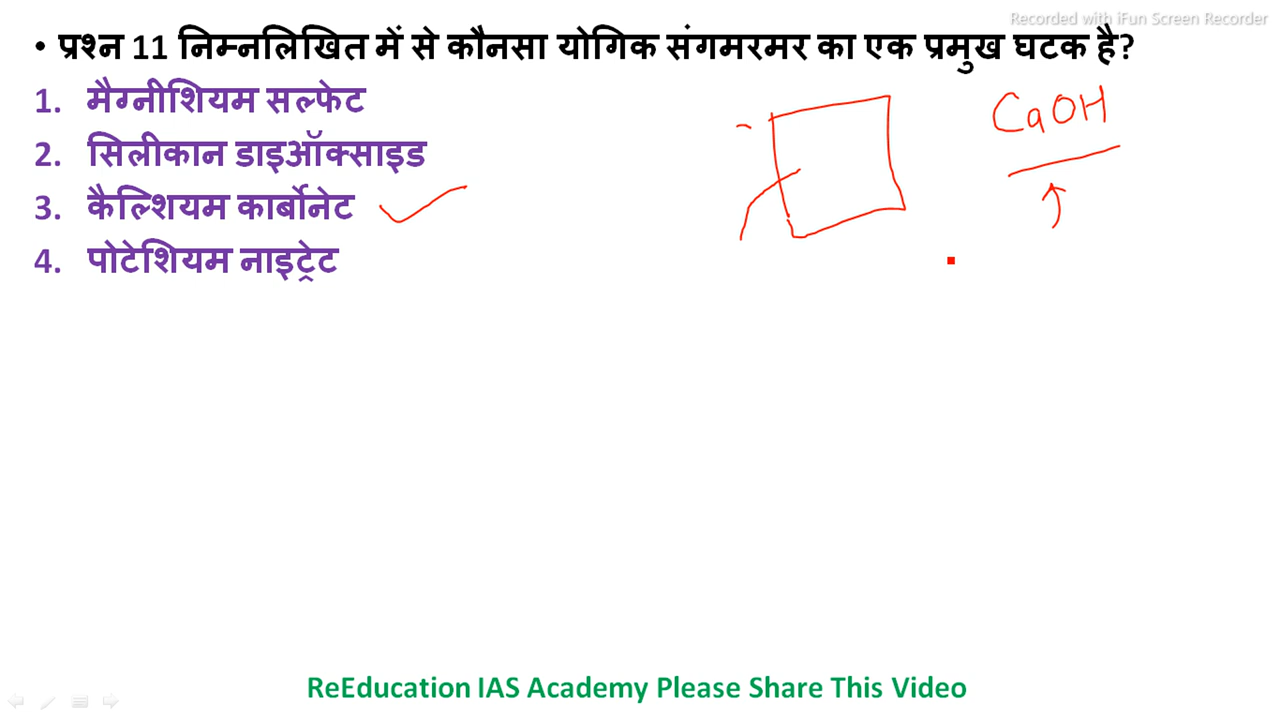 Recorded with iFun Screen Recorder
• प्रश्न 11 निम्नलिखित में से कौनसा योगिक संगमरमर का एक प्रमुख घटक है?
1. मैग्नीशियम सल्फेट
2. सिलीकान डाइऑक्साइड
3. कैल्शियम कार्बोनेट
4. पोटेशियम नाइट्रेट
CaOH
ReEducation IAS Academy Please Share This Video